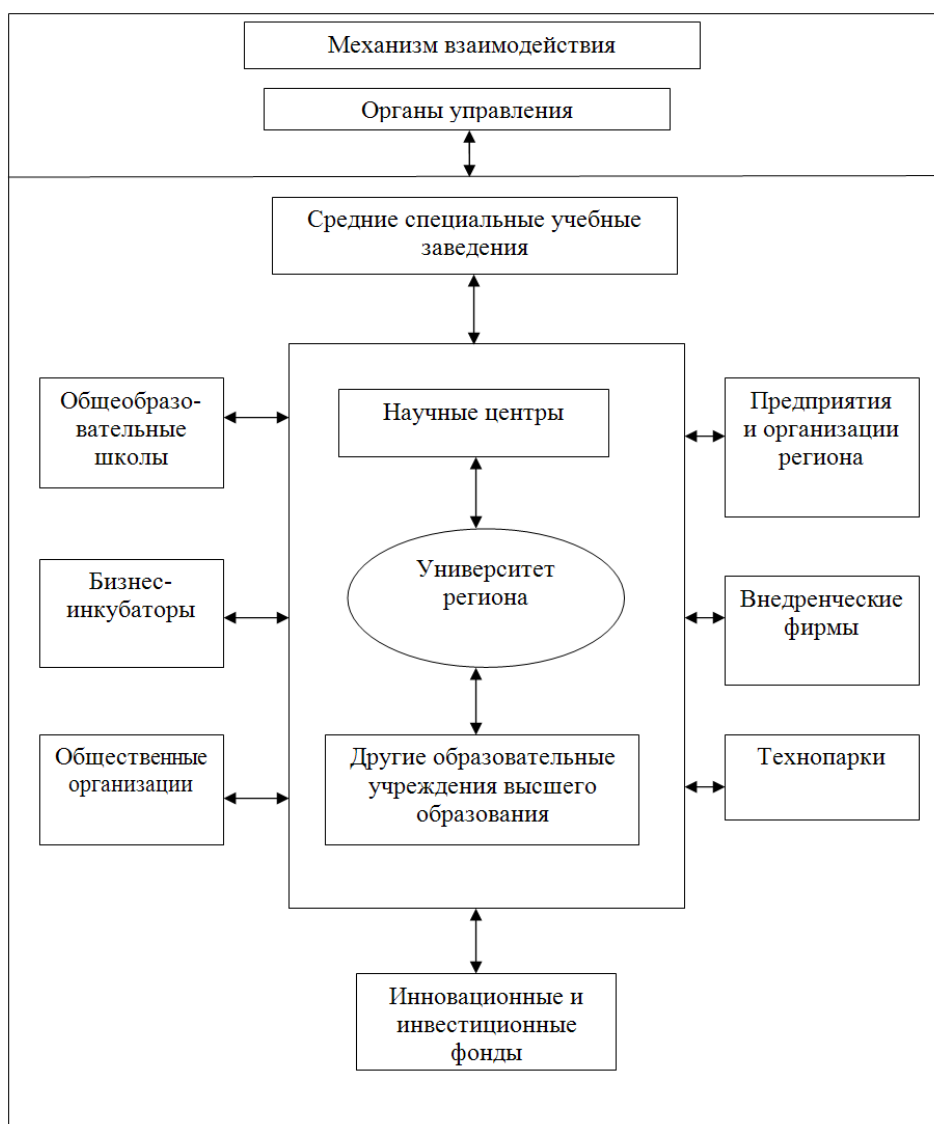 Механизм взаимодействия
Органы управления
Средние специальные учебные
заведения
Общеобразо-
вательные
школы
Научные центры
Предприятия
и организации
региона
Бизнес-
инкубаторы
Университет
региона
Внедренческие
фирмы
Общественные
организации
Другие образовательные
учреждения высшего
образования
Технопарки
Инновационные и
инвестиционные
фонды